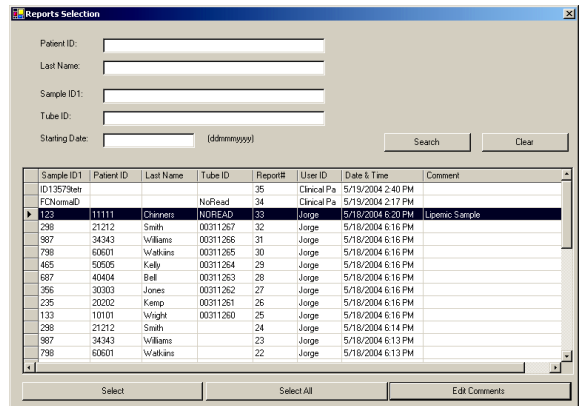 Reports Selection
Patient ID:
Last Name:
Sample ID1:
Tube ID:
Starting Date: (ddmmmyyyy) Search Clear
Sample ID1 Patient ID Last Name Tube ID Report# User ID Date & Time Comment
ID13579tetr 35 Clinical Pa 5/19/2004 2:40 PM
FCNormalD NoRead 34 Clinical Pa 5/19/2004 2:17 PM
123 11111 Chinners NOREAD 33 Jorge 5/18/2004 6:20 PM Lipemic Sample
298 21212 Smith 00311267 32 Jorge 5/18/2004 6:16 PM
987 34343 Williams 00311266 31 Jorge 5/18/2004 6:16 PM
798 60601 Watkiins 00311265 30 Jorge 5/18/2004 6:16 PM
465 50505 Kelly 00311264 29 Jorge 5/18/2004 6:16 PM
687 40404 Bell 00311263 28 Jorge 5/18/2004 6:16 PM
356 30303 Jones 00311262 27 Jorge 5/18/2004 6:16 PM
235 20202 Kemp 00311261 26 Jorge 5/18/2004 6:16 PM
133 10101 Wright 00311260 25 Jorge 5/18/2004 6:16 PM
298 21212 Smith 24 Jorge 5/18/2004 6:14 PM
987 34343 Williams 23 Jorge 5/18/2004 6:13 PM
798 60601 Watkiins 22 Jorge 5/18/2004 6:13 PM
Select Select All Edit Comments